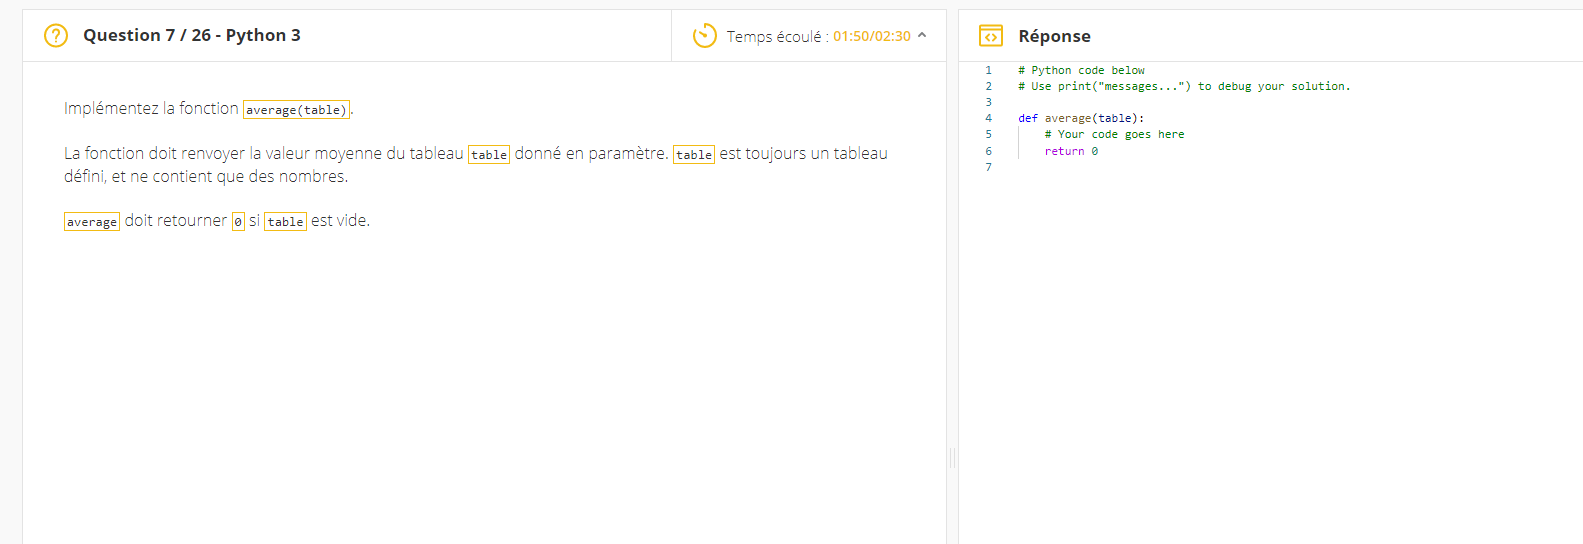 Question 7 / 26 - Python 3
Temps écoulé : 01:50/02:30
Implémentez la fonction average(table).
La fonction doit renvoyer la valeur moyenne du tableau table donné en paramètre. table est toujours un tableau
défini, et ne contient que des nombres.
average doit retourner 0 si table est vide.
Réponse
1 # Python code below
2 # Use print("messages...") to debug your solution.
3
4 def average(table):
5     # Your code goes here
6     return 0
7